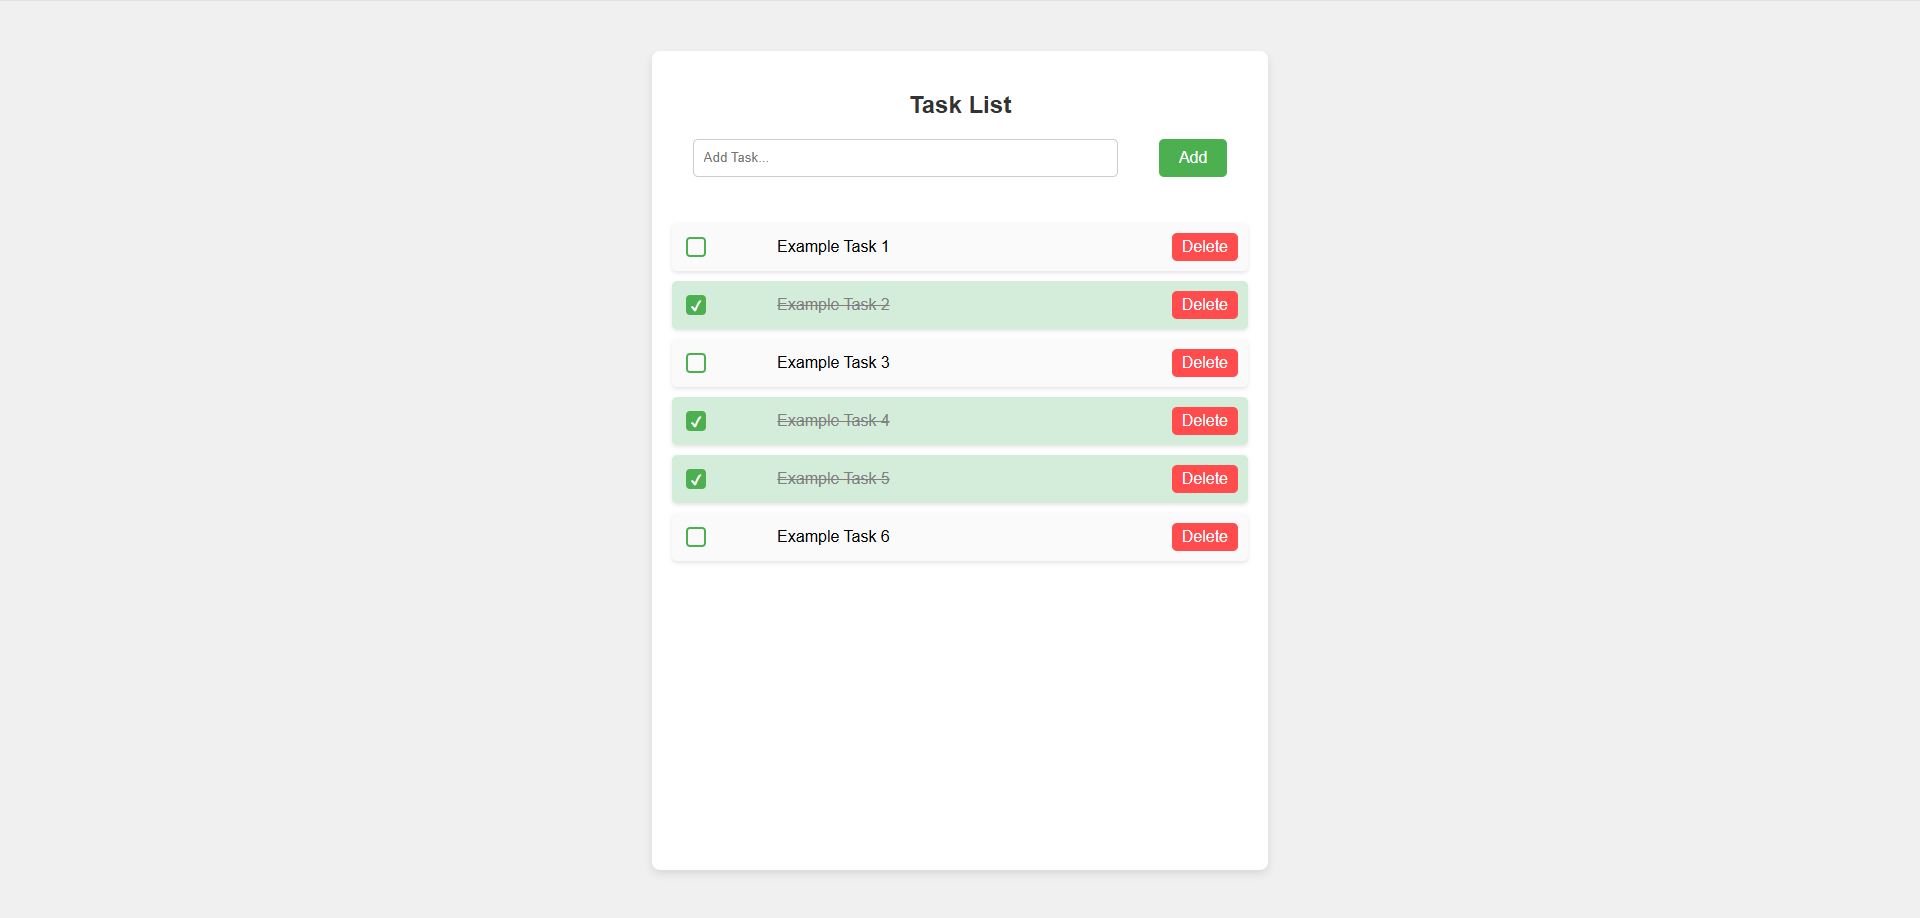 Task List
Add Task...
Add
Example Task 1
Delete
Example Task 2
Delete
Example Task 3
Delete
Example Task 4
Delete
Example Task 5
Delete
Example Task 6
Delete